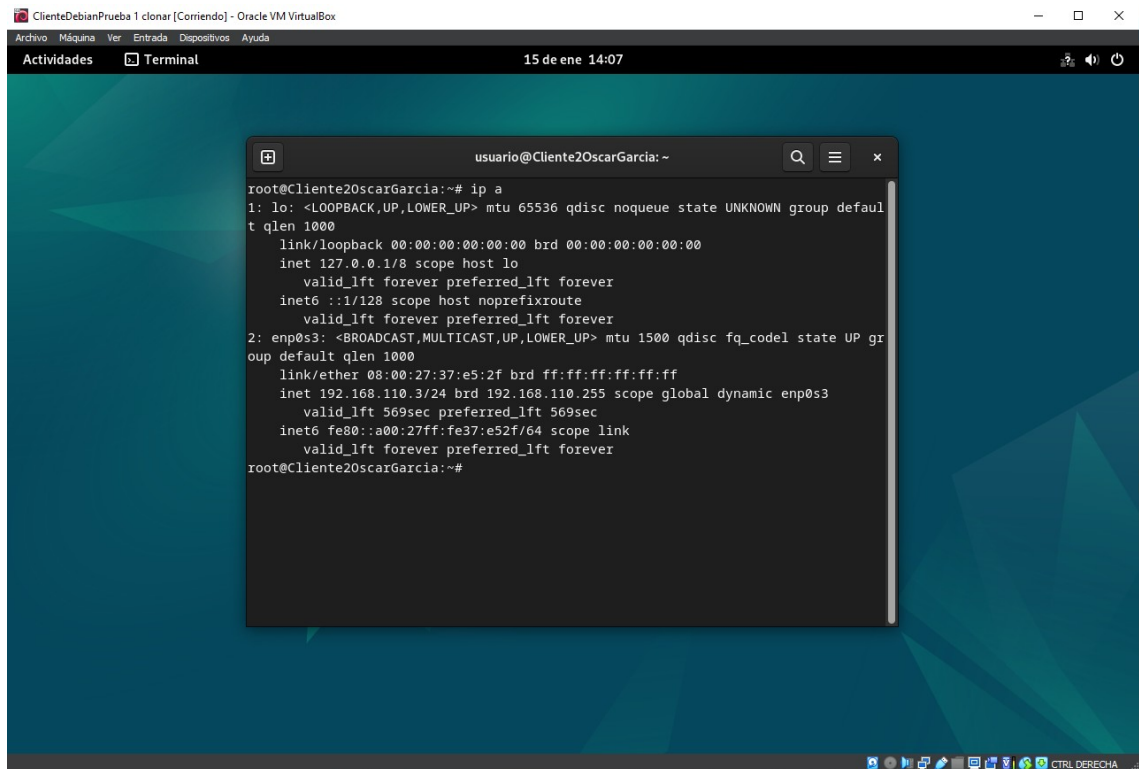 ClienteDebianPrueba 1 clonar [Corriendo] - Oracle VM VirtualBox
Archivo Máquina Ver Entrada Dispositivos Ayuda
Actividades Terminal 15 de ene 14:07
usuario@Cliente2OscarGarcia: ~
root@Cliente2OscarGarcia:~# ip a
1: lo: <LOOPBACK,UP,LOWER_UP> mtu 65536 qdisc noqueue state UNKNOWN group defaul
t qlen 1000
    link/loopback 00:00:00:00:00:00 brd 00:00:00:00:00:00
    inet 127.0.0.1/8 scope host lo
       valid_lft forever preferred_lft forever
    inet6 ::1/128 scope host noprefixroute
       valid_lft forever preferred_lft forever
2: enp0s3: <BROADCAST,MULTICAST,UP,LOWER_UP> mtu 1500 qdisc fq_codel state UP gr
oup default qlen 1000
    link/ether 08:00:27:37:e5:2f brd ff:ff:ff:ff:ff:ff
    inet 192.168.110.3/24 brd 192.168.110.255 scope global dynamic enp0s3
       valid_lft 569sec preferred_lft 569sec
    inet6 fe80::a00:27ff:fe37:e52f/64 scope link
       valid_lft forever preferred_lft forever
root@Cliente2OscarGarcia:~#
CTRL DERECHA